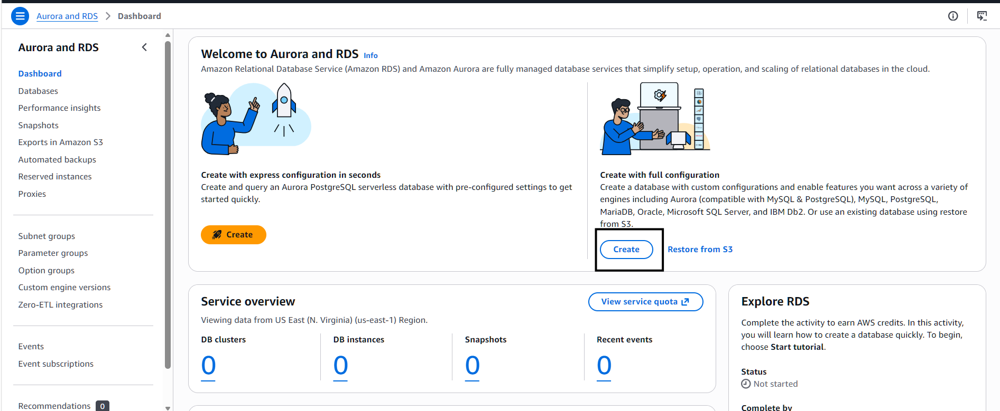 Aurora and RDS > Dashboard
Aurora and RDS
Dashboard
Databases
Performance insights
Snapshots
Exports in Amazon S3
Automated backups
Reserved instances
Proxies
Subnet groups
Parameter groups
Option groups
Custom engine versions
Zero-ETL integrations
Events
Event subscriptions
Recommendations 0
Welcome to Aurora and RDS Info
Amazon Relational Database Service (Amazon RDS) and Amazon Aurora are fully managed database services that simplify setup, operation, and scaling of relational databases in the cloud.
Create with express configuration in seconds
Create and query an Aurora PostgreSQL serverless database with pre-configured settings to get
started quickly.
Create
Create with full configuration
Create a database with custom configurations and enable features you want across a variety of
engines including Aurora (compatible with MySQL & PostgreSQL), MySQL, PostgreSQL,
MariaDB, Oracle, Microsoft SQL Server, and IBM Db2. Or use an existing database using restore
from S3.
Create Restore from S3
Service overview
View service quota
Viewing data from US East (N. Virginia) (us-east-1) Region.
DB clusters
0
DB instances
0
Snapshots
0
Recent events
0
Explore RDS
Complete the activity to earn AWS credits. In this activity,
you will learn how to create a database quickly. To begin,
choose Start tutorial.
Status
Not started
Complete by